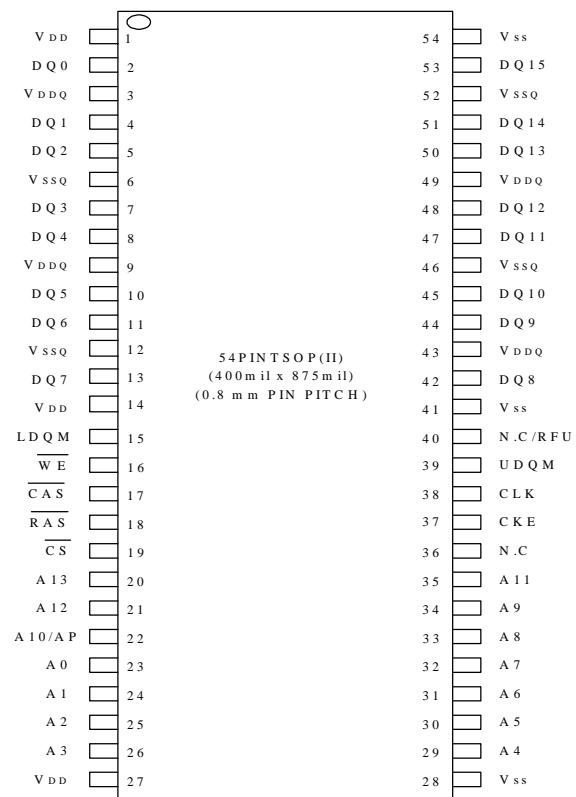 VDD 1 54 Vss
DQ0 2 53 DQ15
VDDQ 3 52 VSSQ
DQ1 4 51 DQ14
DQ2 5 50 DQ13
VSSQ 6 49 VDDQ
DQ3 7 48 DQ12
DQ4 8 47 DQ11
VDDQ 9 46 VSSQ
DQ5 10 45 DQ10
DQ6 11 44 DQ9
VSSQ 12 43 VDDQ
DQ7 13 42 DQ8
VDD 14 41 Vss
54PINTSOP(II)
(400mil x 875mil)
(0.8 mm PIN PITCH)
LDQM 15 40 N.C/RFU
W̅E̅ 16 39 UDQM
C̅A̅S̅ 17 38 CLK
R̅A̅S̅ 18 37 CKE
C̅S̅ 19 36 N.C
A13 20 35 A11
A12 21 34 A9
A10/AP 22 33 A8
A0 23 32 A7
A1 24 31 A6
A2 25 30 A5
A3 26 29 A4
VDD 27 28 Vss